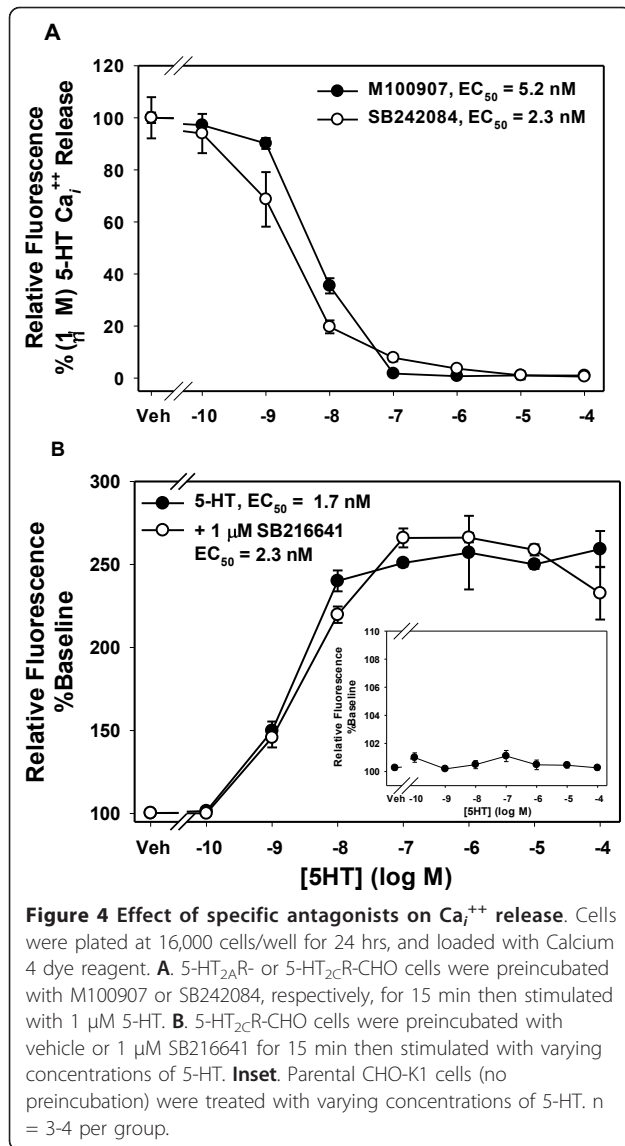 A
M100907, EC50 = 5.2 nM
SB242084, EC50 = 2.3 nM
Relative Fluorescence
% (1 M) 5-HT Cai++ Release
120
100
80
60
40
20
0
Veh -10 -9 -8 -7 -6 -5 -4
B
5-HT, EC50 = 1.7 nM
+ 1 µM SB216641
EC50 = 2.3 nM
Relative Fluorescence
%Baseline
300
250
200
150
100
Relative Fluorescence
%Baseline
110
108
106
104
102
100
Veh -10 -9 -8 -7 -6 -5 -4
[5HT] (log M)
Veh -10 -9 -8 -7 -6 -5 -4
[5HT] (log M)
Figure 4 Effect of specific antagonists on Cai++ release. Cells
were plated at 16,000 cells/well for 24 hrs, and loaded with Calcium
4 dye reagent. A. 5-HT2AR- or 5-HT2CR-CHO cells were preincubated
with M100907 or SB242084, respectively, for 15 min then stimulated
with 1 µM 5-HT. B. 5-HT2CR-CHO cells were preincubated with
vehicle or 1 µM SB216641 for 15 min then stimulated with varying
concentrations of 5-HT. Inset. Parental CHO-K1 cells (no
preincubation) were treated with varying concentrations of 5-HT. n
= 3-4 per group.